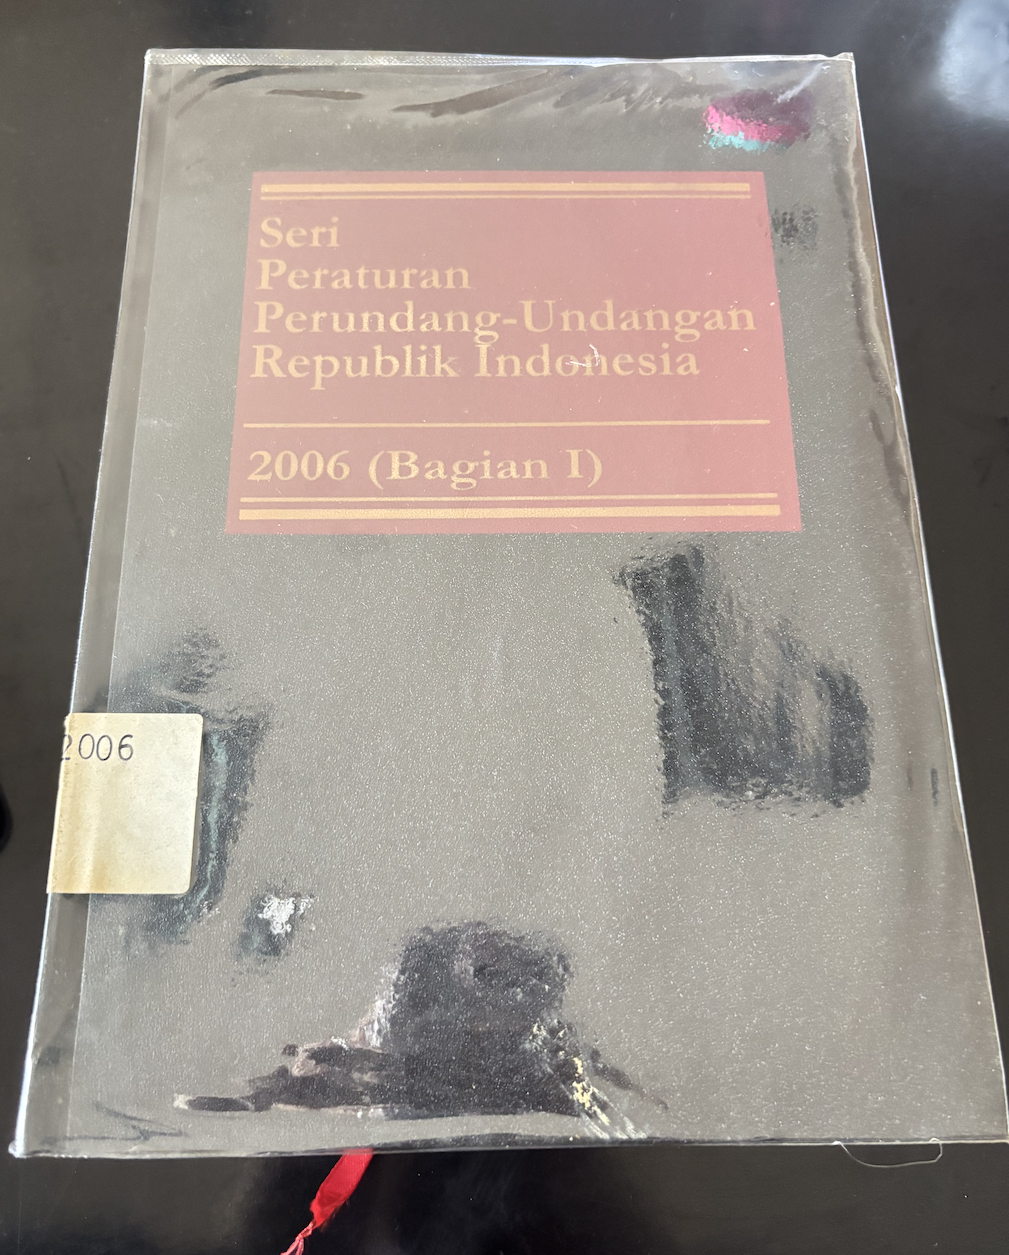 Seri
Peraturan
Perundang-Undangan
Republik Indonesia
2006 (Bagian I)
2006